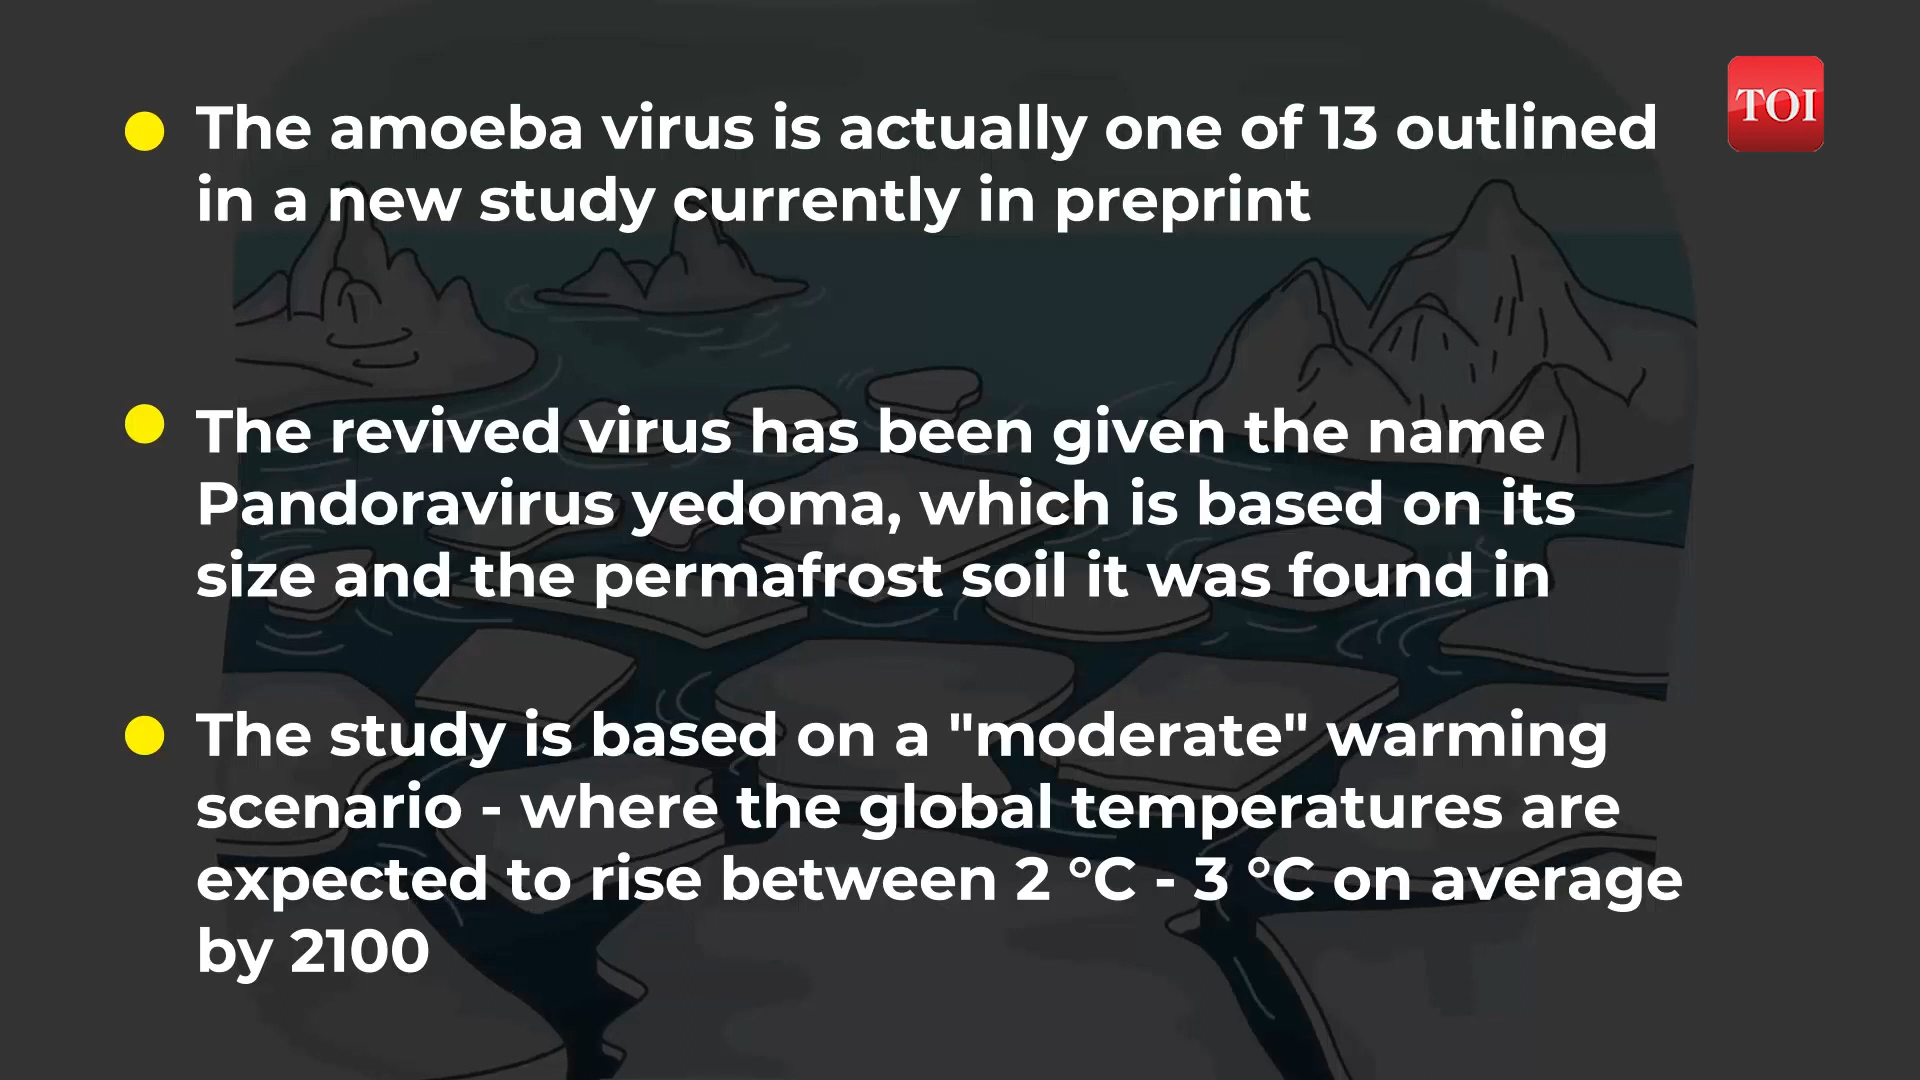 TOI
The amoeba virus is actually one of 13 outlined
in a new study currently in preprint
The revived virus has been given the name
Pandoravirus yedoma, which is based on its
size and the permafrost soil it was found in
The study is based on a "moderate" warming
scenario - where the global temperatures are
expected to rise between 2 °C - 3 °C on average
by 2100